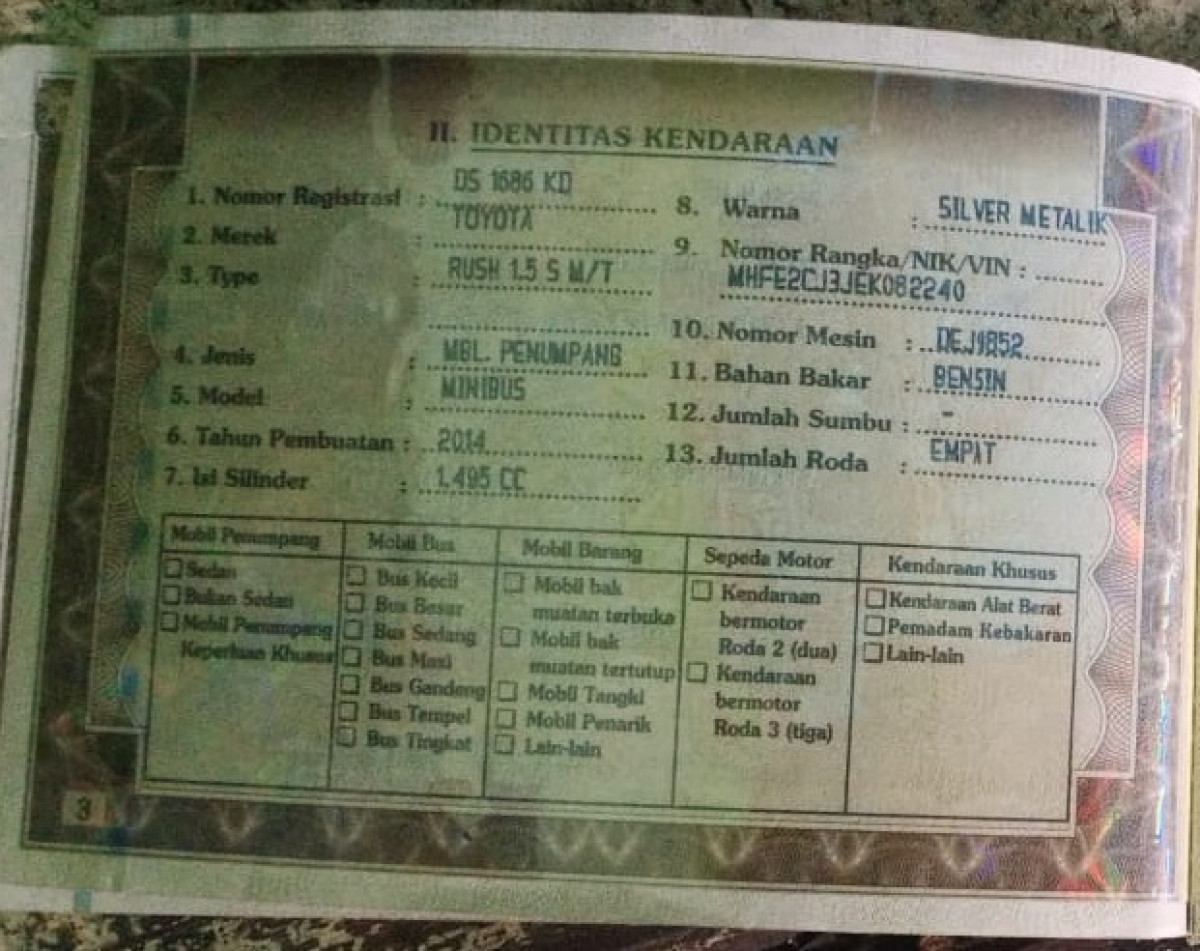 II. IDENTITAS KENDARAAN
1. Nomor Registrasi : DS 1686 KD
2. Merek : TOYOTA
3. Type : RUSH 1.5 S M/T
4. Jenis : MBL. PENUMPANG
5. Model : MINIBUS
6. Tahun Pembuatan : 2014
7. Isi Silinder : 1.495 CC
8. Warna : SILVER METALIK
9. Nomor Rangka/NIK/VIN :
MHFE2CJ3JEK082240
10. Nomor Mesin : DEJ1852
11. Bahan Bakar : BENSIN
12. Jumlah Sumbu : -
13. Jumlah Roda : EMPAT
Mobil Penumpang
Sedan
Bukan Sedan
Mobil Penumpang
Keperluan Khusus
Mobil Bus
Bus Kecil
Bus Besar
Bus Sedang
Bus Maxi
Bus Gandeng
Bus Tempel
Bus Tingkat
Mobil Barang
Mobil bak
muatan terbuka
Mobil bak
muatan tertutup
Mobil Tangki
Mobil Penarik
Lain-lain
Sepeda Motor
Kendaraan
bermotor
Roda 2 (dua)
Kendaraan
bermotor
Roda 3 (tiga)
Kendaraan Khusus
Kendaraan Alat Berat
Pemadam Kebakaran
Lain-lain
3